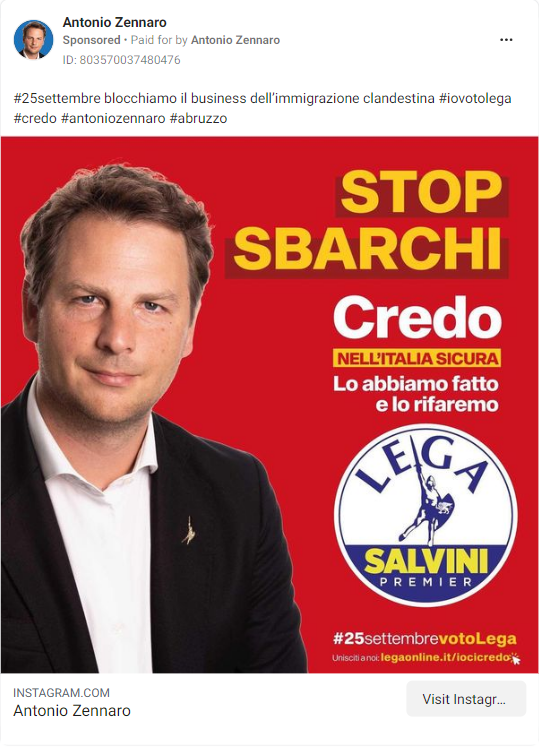 Antonio Zennaro
Sponsored • Paid for by Antonio Zennaro
ID: 803570037480476
#25settembre blocchiamo il business dell'immigrazione clandestina #iovotolega
#credo #antoniozennaro #abruzzo
STOP
SBARCHI
Credo
NELL'ITALIA SICURA
Lo abbiamo fatto
e lo rifaremo
LEGA
SALVINI
PREMIER
#25settembrevotoLega
Unisciti a noi: legaonline.it/iocicredo
INSTAGRAM.COM
Antonio Zennaro
Visit Instagr...